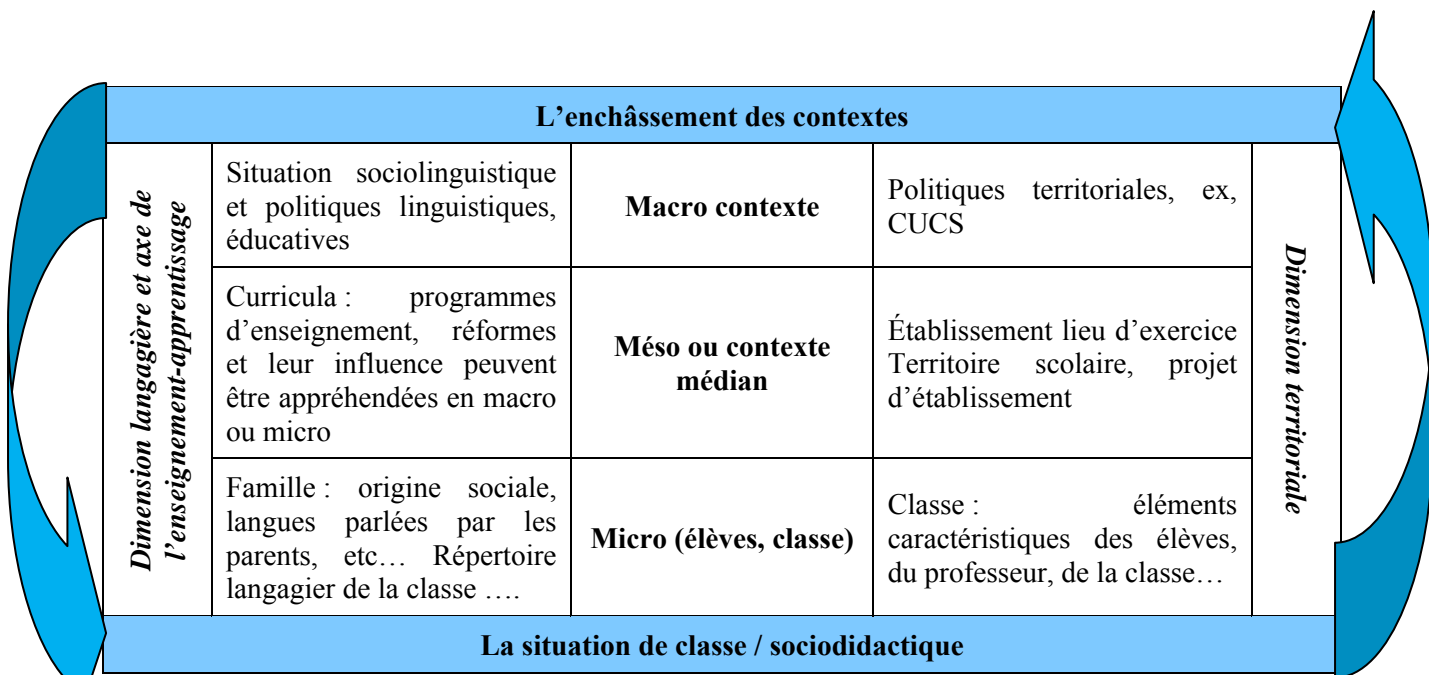 L’enchâssement des contextes
Dimension langagière et axe de
l’enseignement-apprentissage
Situation sociolinguistique
et politiques linguistiques,
éducatives
Macro contexte
Politiques territoriales, ex,
CUCS
Dimension territoriale
Curricula : programmes
d’enseignement, réformes
et leur influence peuvent
être appréhendées en macro
ou micro
Méso ou contexte
médian
Établissement lieu d’exercice
Territoire scolaire, projet
d’établissement
Famille : origine sociale,
langues parlées par les
parents, etc… Répertoire
langagier de la classe ….
Micro (élèves, classe)
Classe : éléments
caractéristiques des élèves,
du professeur, de la classe…
La situation de classe / sociodidactique